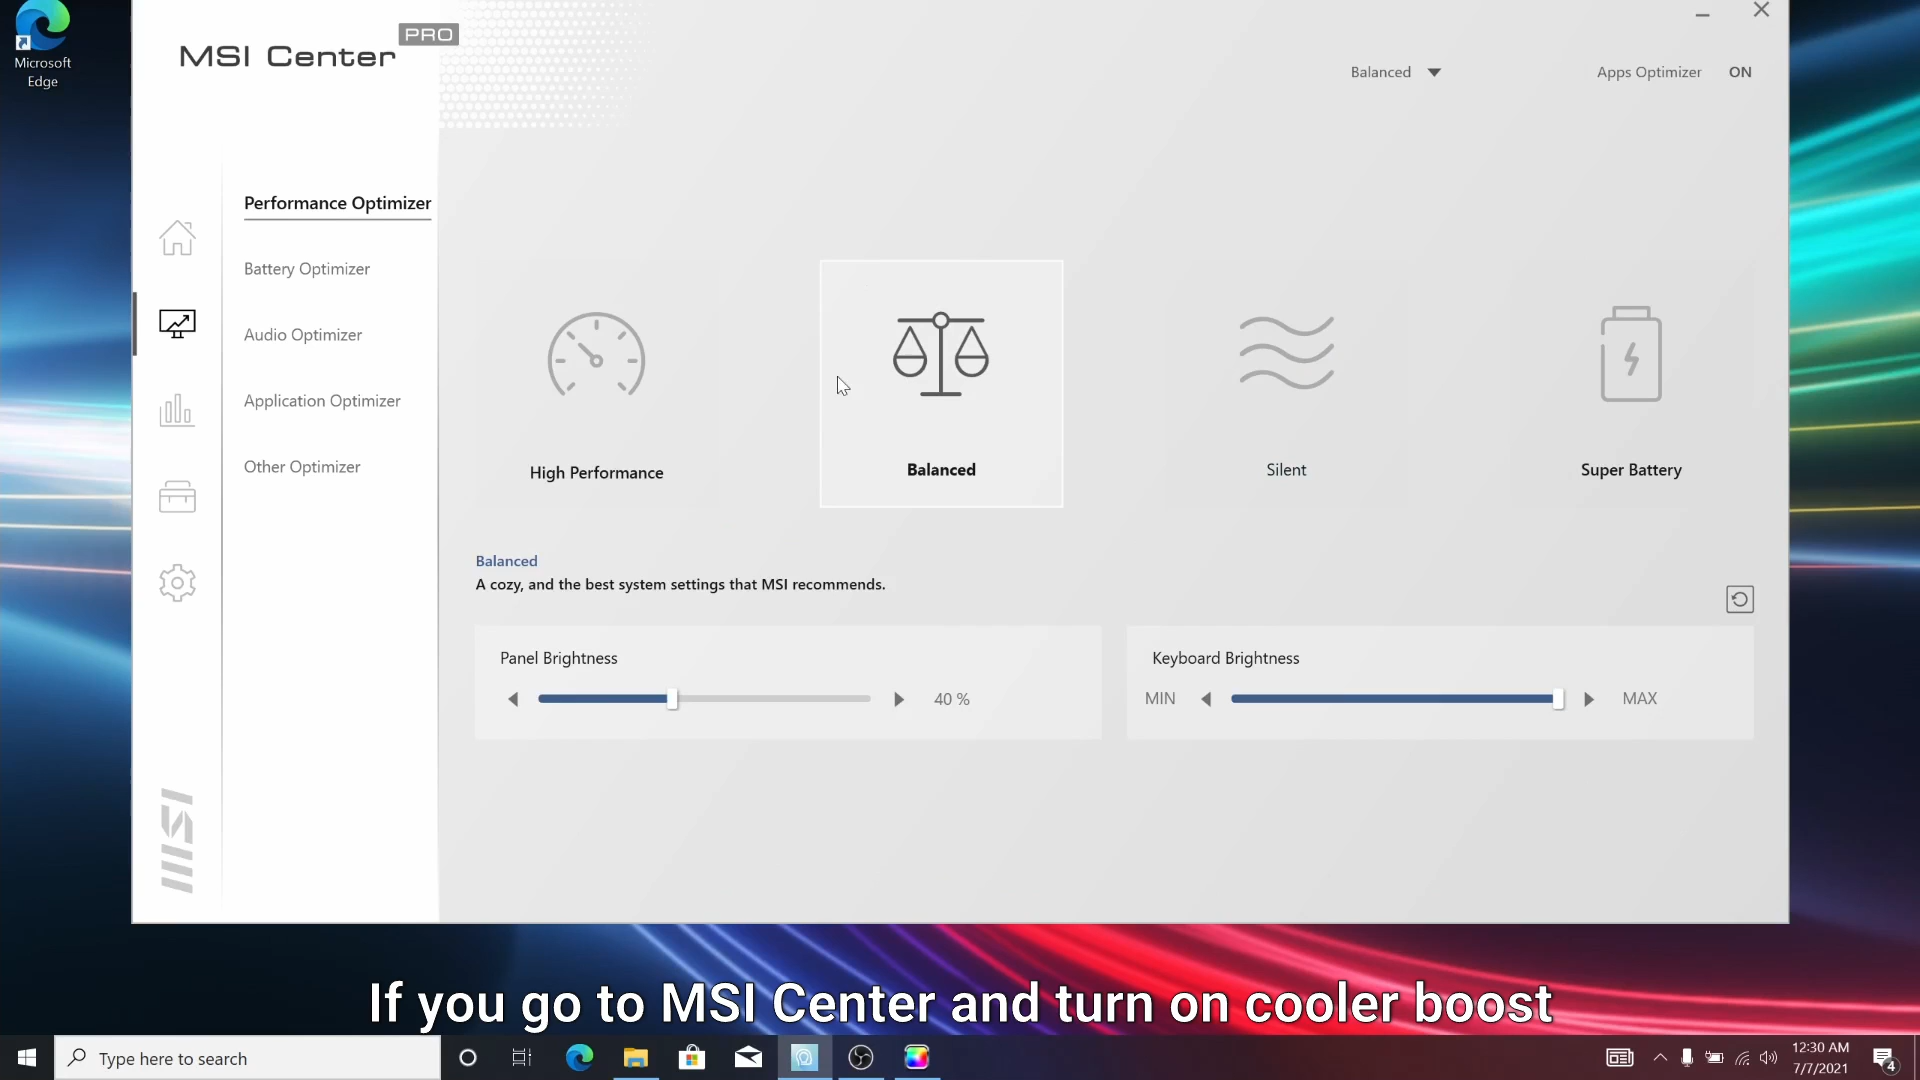 Microsoft
Edge
MSI Center PRO
Balanced
Apps Optimizer ON
Performance Optimizer
Battery Optimizer
Audio Optimizer
Application Optimizer
Other Optimizer
High Performance
Balanced
Silent
Super Battery
Balanced
A cozy, and the best system settings that MSI recommends.
Panel Brightness
40 %
Keyboard Brightness
MIN
MAX
msi
If you go to MSI Center and turn on cooler boost
Type here to search
12:30 AM
7/7/2021
4